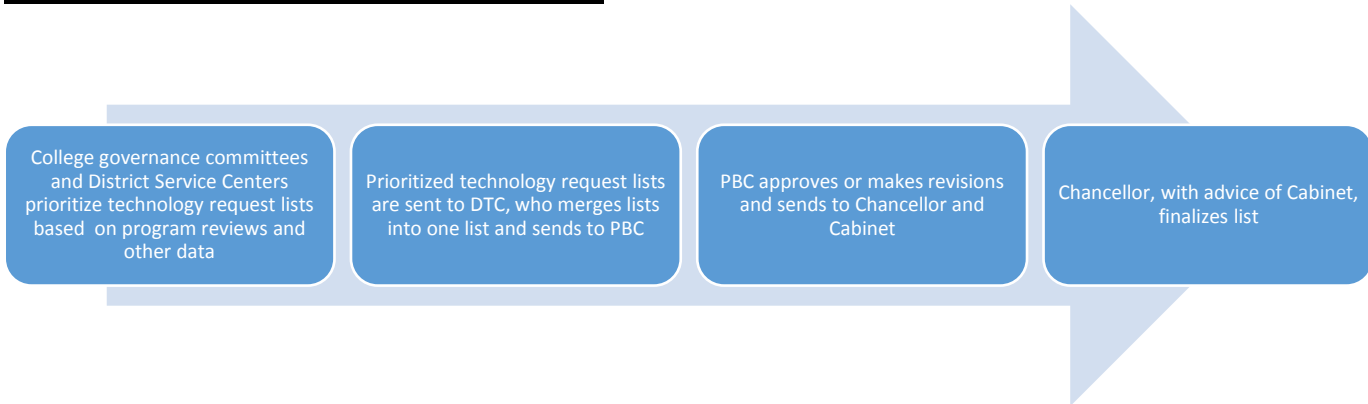 College governance committees
and District Service Centers
prioritize technology request lists
based on program reviews and
other data
Prioritized technology request lists
are sent to DTC, who merges lists
into one list and sends to PBC
PBC approves or makes revisions
and sends to Chancellor and
Cabinet
Chancellor, with advice of Cabinet,
finalizes list